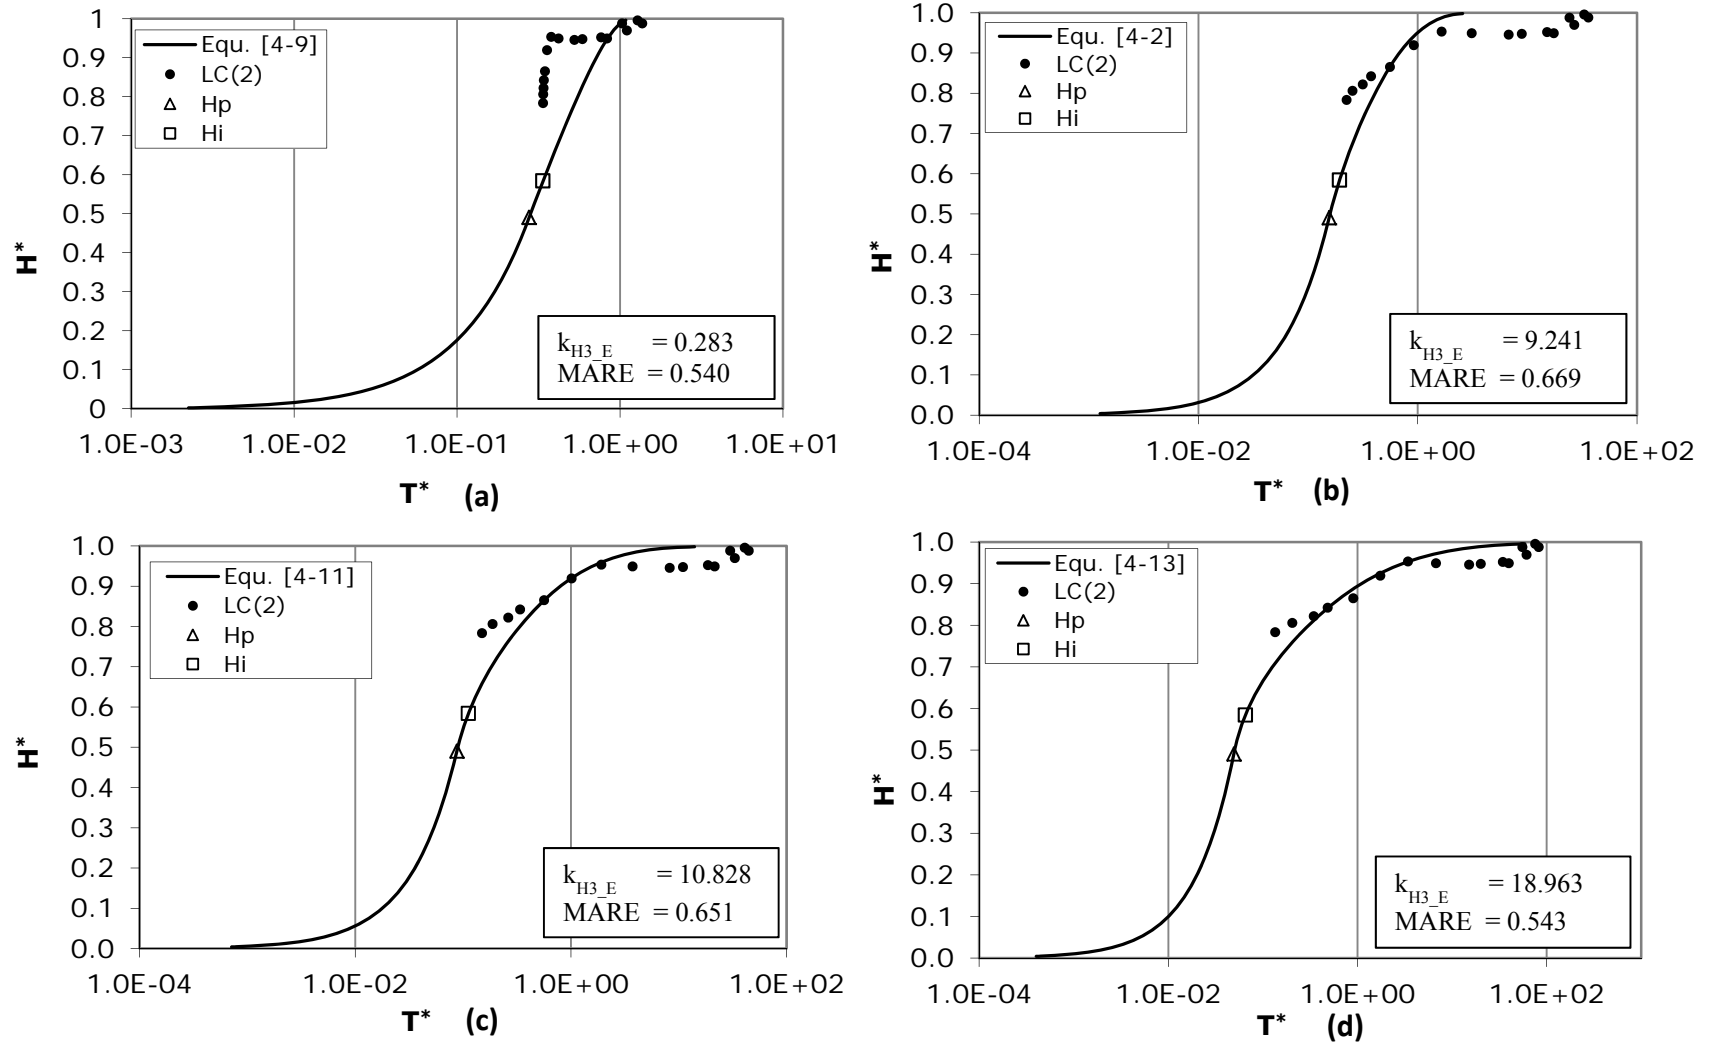 1
0.9
0.8
0.7
0.6
0.5
0.4
0.3
0.2
0.1
0
H*
Equ. [4-9]
LC(2)
Hp
Hi
k_H3_E = 0.283
MARE = 0.540
1.0E-03 1.0E-02 1.0E-01 1.0E+00 1.0E+01
T* (a)
1.0
0.9
0.8
0.7
0.6
0.5
0.4
0.3
0.2
0.1
0.0
H*
Equ. [4-2]
LC(2)
Hp
Hi
k_H3_E = 9.241
MARE = 0.669
1.0E-04 1.0E-02 1.0E+00 1.0E+02
T* (b)
1.0
0.9
0.8
0.7
0.6
0.5
0.4
0.3
0.2
0.1
0.0
H*
Equ. [4-11]
LC(2)
Hp
Hi
k_H3_E = 10.828
MARE = 0.651
1.0E-04 1.0E-02 1.0E+00 1.0E+02
T* (c)
1.0
0.9
0.8
0.7
0.6
0.5
0.4
0.3
0.2
0.1
0.0
H*
Equ. [4-13]
LC(2)
Hp
Hi
k_H3_E = 18.963
MARE = 0.543
1.0E-04 1.0E-02 1.0E+00 1.0E+02
T* (d)